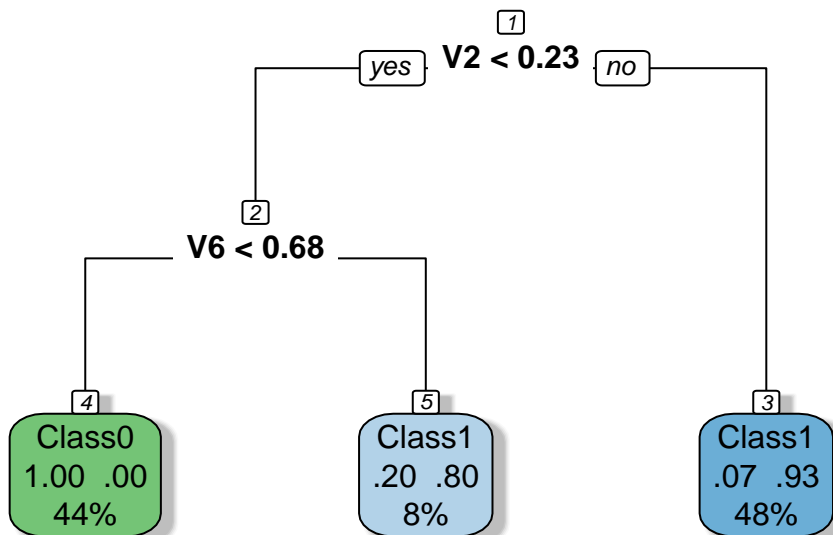 1
yes V2 < 0.23 no
2
V6 < 0.68
4 5 3
Class0 Class1 Class1
1.00 .00 .20 .80 .07 .93
44% 8% 48%